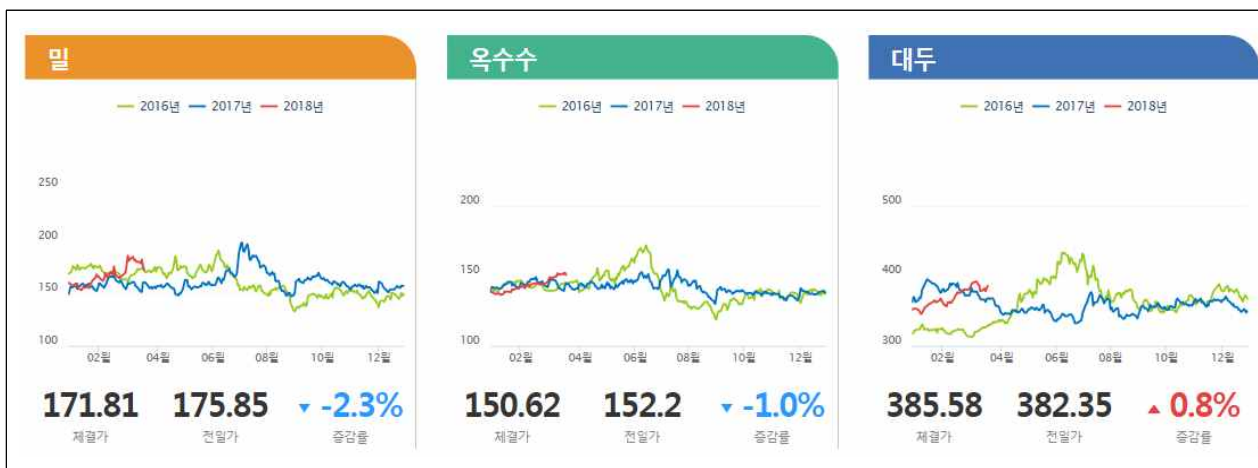 밀
2016년 2017년 2018년
250
200
150
100
02월 04월 06월 08월 10월 12월
171.81 175.85 ▼ -2.3%
체결가 전일가 증감률
옥수수
2016년 2017년 2018년
200
150
100
02월 04월 06월 08월 10월 12월
150.62 152.2 ▼ -1.0%
체결가 전일가 증감률
대두
2016년 2017년 2018년
500
400
300
02월 04월 06월 08월 10월 12월
385.58 382.35 ▲ 0.8%
체결가 전일가 증감률